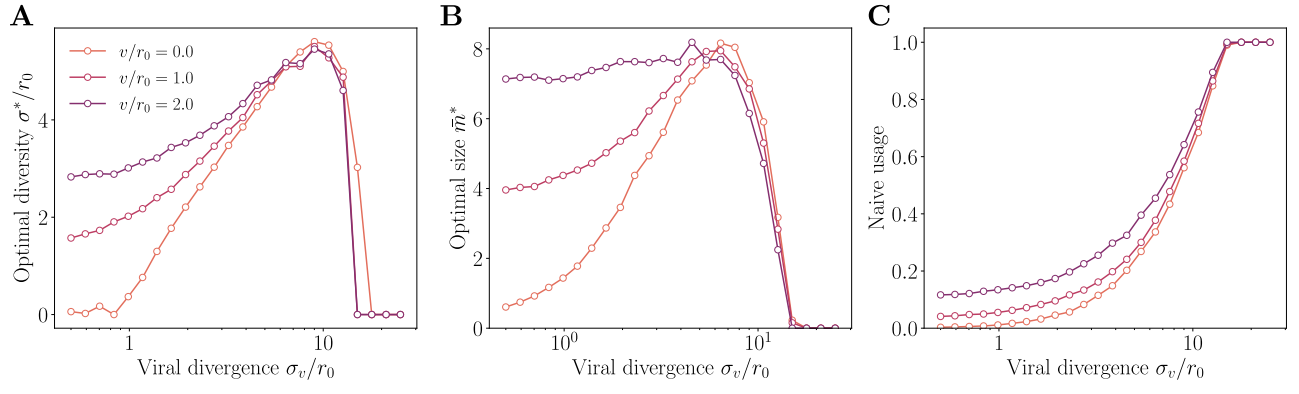 A
Optimal diversity σ*/r₀
4
2
0
v/r₀ = 0.0
v/r₀ = 1.0
v/r₀ = 2.0
1
10
Viral divergence σᵥ/r₀
B
Optimal size m̄*
8
6
4
2
0
10⁰
10¹
Viral divergence σᵥ/r₀
C
Naive usage
1.0
0.8
0.6
0.4
0.2
0.0
1
10
Viral divergence σᵥ/r₀